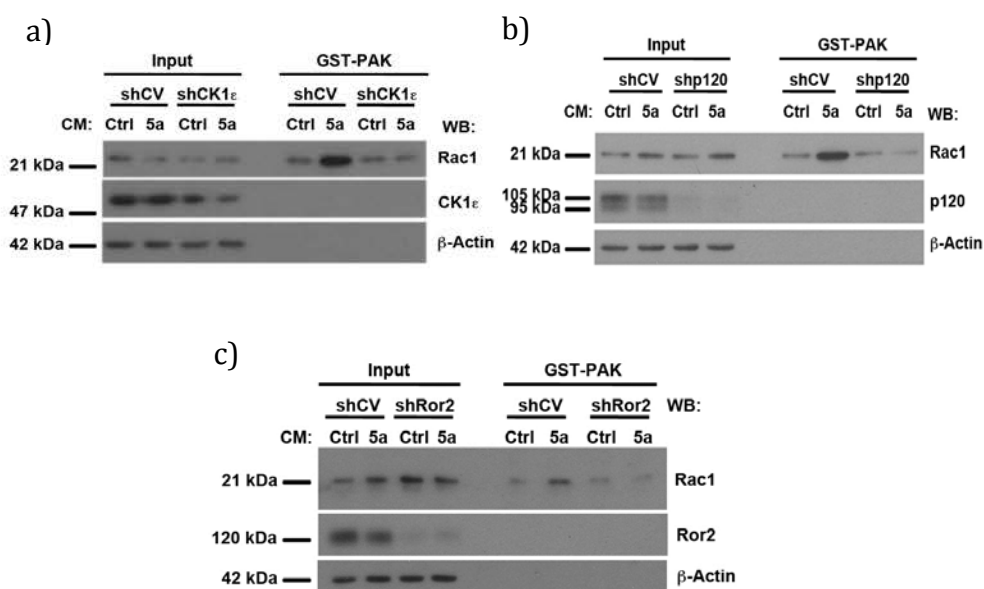 a)
Input GST-PAK
shCV shCK1ε shCV shCK1ε
CM: Ctrl 5a Ctrl 5a Ctrl 5a Ctrl 5a WB:
21 kDa Rac1
CK1ε
47 kDa
42 kDa β-Actin
b)
Input GST-PAK
shCV shp120 shCV shp120
CM: Ctrl 5a Ctrl 5a Ctrl 5a Ctrl 5a WB:
21 kDa Rac1
105 kDa
95 kDa p120
42 kDa β-Actin
c)
Input GST-PAK
shCV shRor2 shCV shRor2 WB:
CM: Ctrl 5a Ctrl 5a Ctrl 5a Ctrl 5a
21 kDa Rac1
120 kDa Ror2
42 kDa β-Actin